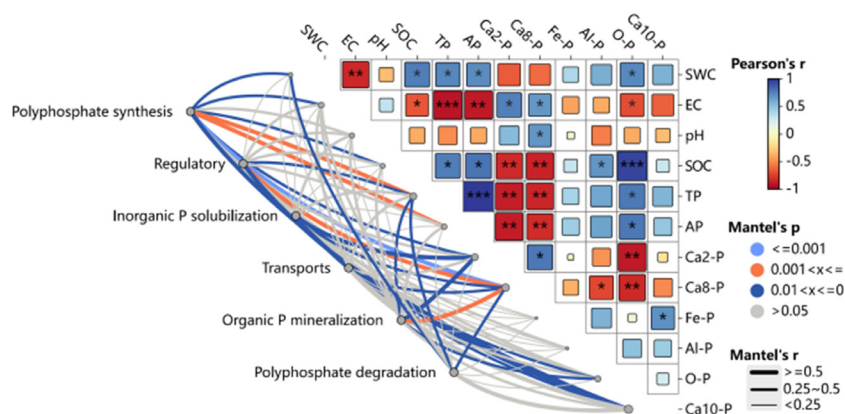 SWC
EC
pH
SOC
TP
AP
Ca2-P
Ca8-P
Fe-P
Al-P
O-P
Ca10-P
Polyphosphate synthesis
Regulatory
Inorganic P solubilization
Transports
Organic P mineralization
Polyphosphate degradation
** * * * * SWC
* *** ** * * * EC
* pH
* * ** ** * *** SOC
*** ** ** * TP
** ** * AP
* ** Ca2-P
* ** Ca8-P
* Fe-P
Al-P
O-P
Ca10-P
Pearson's r
1
0.5
0
-0.5
-1
Mantel's p
<=0.001
0.001<x<=
0.01<x<=0
>0.05
Mantel's r
>=0.5
0.25~0.5
<0.25